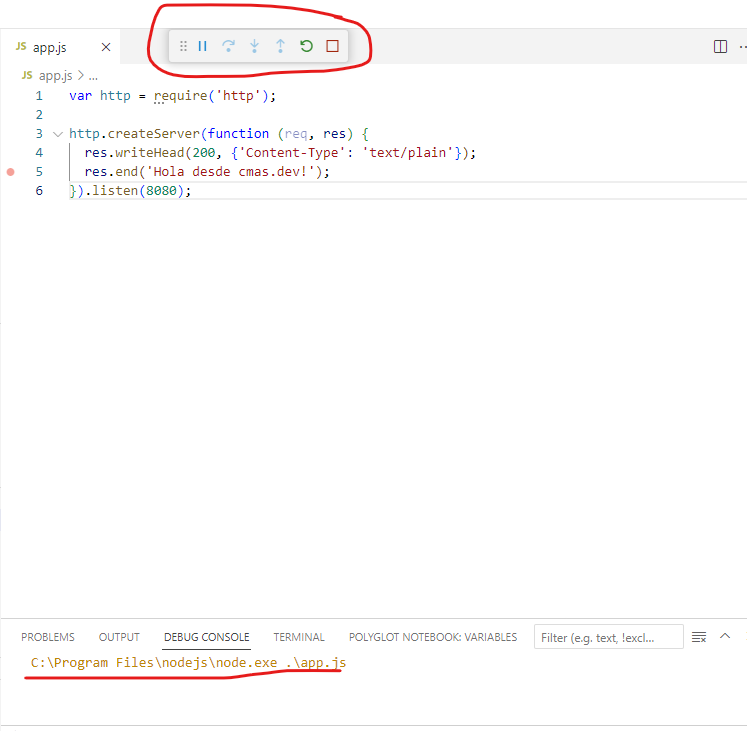 JS app.js
JS app.js > ...
1 var http = require('http');
2
3 http.createServer(function (req, res) {
4 res.writeHead(200, {'Content-Type': 'text/plain'});
5 res.end('Hola desde cmas.dev!');
6 }).listen(8080);
PROBLEMS OUTPUT DEBUG CONSOLE TERMINAL POLYGLOT NOTEBOOK: VARIABLES Filter (e.g. text, !excl...
C:\Program Files\nodejs\node.exe .\app.js